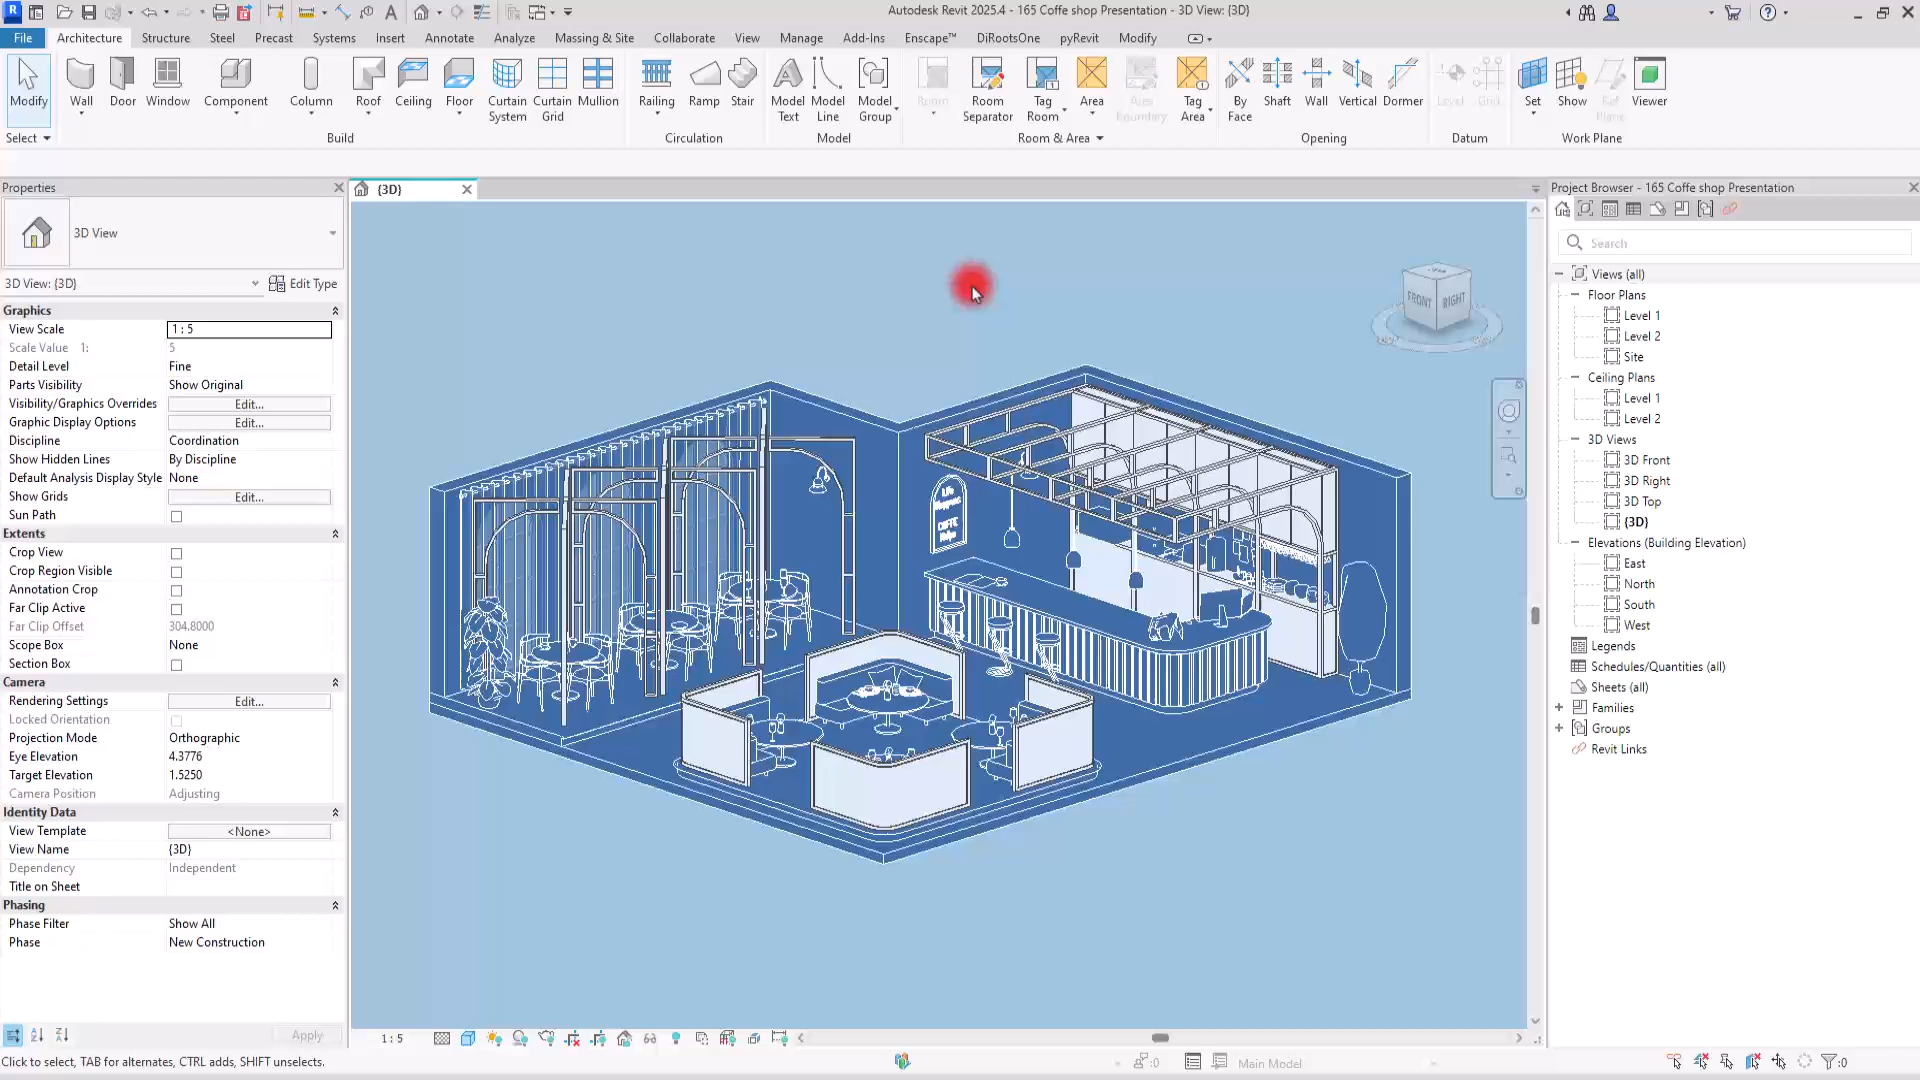 Autodesk Revit 2025.4 - 165 Coffe shop Presentation - 3D View: {3D}
File Architecture Structure Steel Precast Systems Insert Annotate Analyze Massing & Site Collaborate View Manage Add-Ins Enscape™ DiRootsOne pyRevit Modify
Modify Wall Door Window Component Column Roof Ceiling Floor Curtain System Curtain Grid Mullion Railing Ramp Stair Model Text Model Line Model Group Room Room Separator Tag Room Area Area Boundary Tag Area By Face Shaft Wall Vertical Dormer Level Grid Set Show Ref Plane Viewer
Select Build Circulation Model Room & Area Opening Datum Work Plane
Properties
3D View
3D View: {3D} Edit Type
Graphics
View Scale 1 : 5
Scale Value 1: 5
Detail Level Fine
Parts Visibility Show Original
Visibility/Graphics Overrides Edit...
Graphic Display Options Edit...
Discipline Coordination
Show Hidden Lines By Discipline
Default Analysis Display Style None
Show Grids Edit...
Sun Path
Extents
Crop View
Crop Region Visible
Annotation Crop
Far Clip Active
Far Clip Offset 304.8000
Scope Box None
Section Box
Camera
Rendering Settings Edit...
Locked Orientation
Projection Mode Orthographic
Eye Elevation 4.3776
Target Elevation 1.5250
Camera Position Adjusting
Identity Data
View Template <None>
View Name {3D}
Dependency Independent
Title on Sheet
Phasing
Phase Filter Show All
Phase New Construction
Apply
{3D}
FRONT RIGHT
Life
COFFE
Helps
1 : 5
Project Browser - 165 Coffe shop Presentation
Search
Views (all)
Floor Plans
Level 1
Level 2
Site
Ceiling Plans
Level 1
Level 2
3D Views
3D Front
3D Right
3D Top
{3D}
Elevations (Building Elevation)
East
North
South
West
Legends
Schedules/Quantities (all)
Sheets (all)
Families
Groups
Revit Links
Click to select, TAB for alternates, CTRL adds, SHIFT unselects.
:0
Main Model
:0